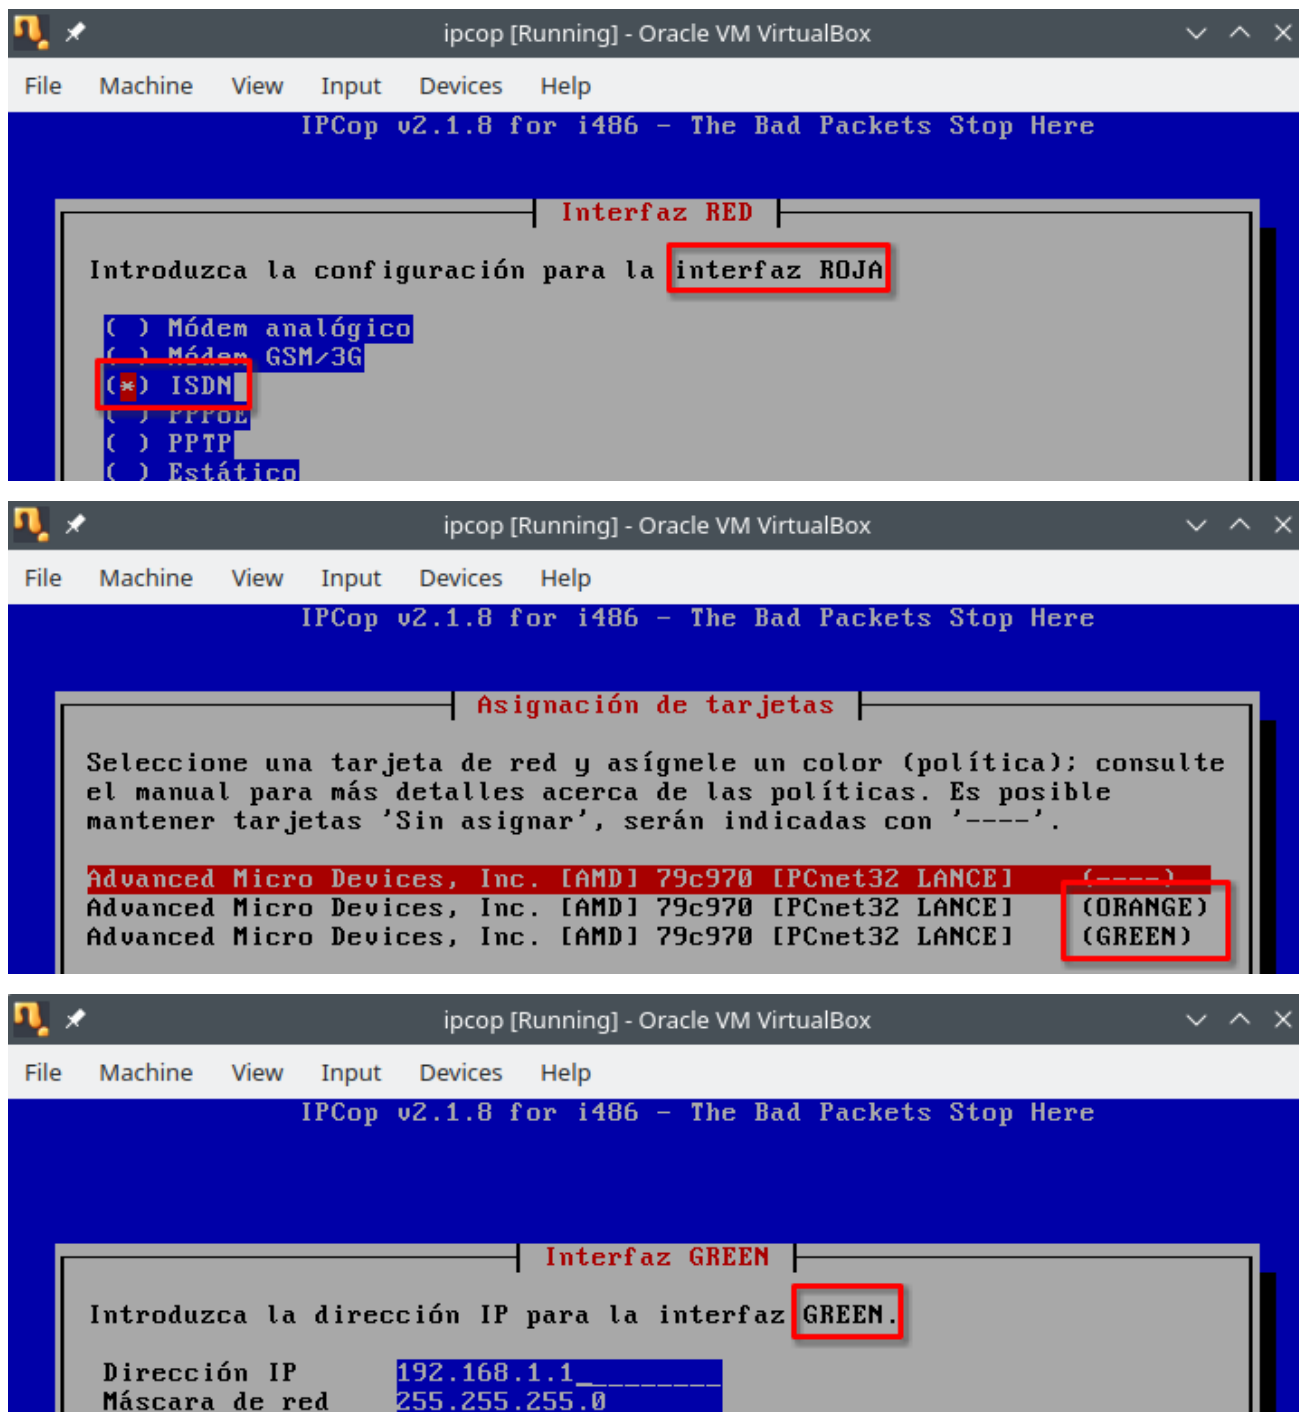 ipcop [Running] - Oracle VM VirtualBox
File Machine View Input Devices Help
IPCop v2.1.8 for i486 - The Bad Packets Stop Here
Interfaz RED
Introduzca la configuración para la interfaz ROJA
( ) Módem analógico
( ) Módem GSM/3G
(*) ISDN
( ) PPPoE
( ) PPTP
( ) Estático
ipcop [Running] - Oracle VM VirtualBox
File Machine View Input Devices Help
IPCop v2.1.8 for i486 - The Bad Packets Stop Here
Asignación de tarjetas
Seleccione una tarjeta de red y asígnele un color (política); consulte
el manual para más detalles acerca de las políticas. Es posible
mantener tarjetas 'Sin asignar', serán indicadas con '----'.
Advanced Micro Devices, Inc. [AMD] 79c970 [PCnet32 LANCE] (----)
Advanced Micro Devices, Inc. [AMD] 79c970 [PCnet32 LANCE] (ORANGE)
Advanced Micro Devices, Inc. [AMD] 79c970 [PCnet32 LANCE] (GREEN)
ipcop [Running] - Oracle VM VirtualBox
File Machine View Input Devices Help
IPCop v2.1.8 for i486 - The Bad Packets Stop Here
Interfaz GREEN
Introduzca la dirección IP para la interfaz GREEN.
Dirección IP 192.168.1.1_________
Máscara de red 255.255.255.0